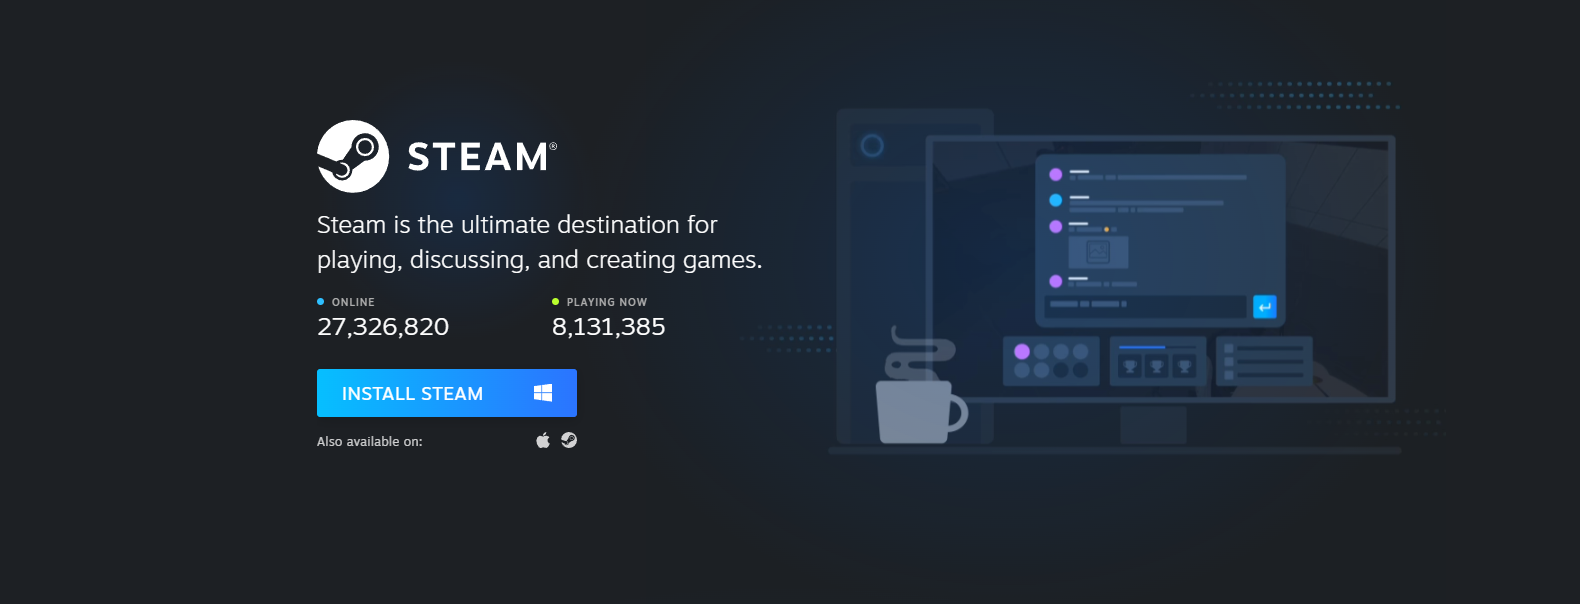 STEAM®
Steam is the ultimate destination for
playing, discussing, and creating games.
ONLINE
27,326,820
PLAYING NOW
8,131,385
INSTALL STEAM
Also available on: